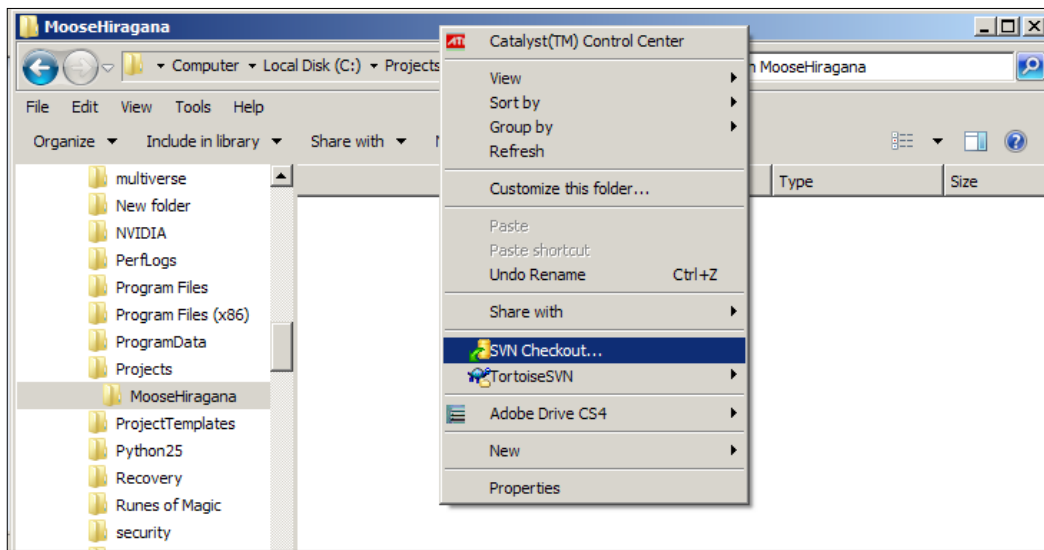 MooseHiragana
Computer Local Disk (C:) Projects
MooseHiragana
File Edit View Tools Help
Organize Include in library Share with
Type Size
multiverse
New folder
NVIDIA
PerfLogs
Program Files
Program Files (x86)
ProgramData
Projects
MooseHiragana
ProjectTemplates
Python25
Recovery
Runes of Magic
security
ATI Catalyst(TM) Control Center
View
Sort by
Group by
Refresh
Customize this folder...
Paste
Paste shortcut
Undo Rename Ctrl+Z
Share with
SVN Checkout...
TortoiseSVN
Adobe Drive CS4
New
Properties